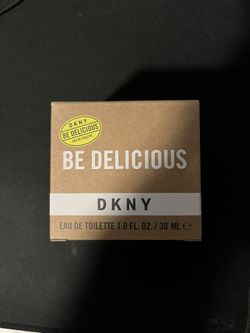 DKNY
BE DELICIOUS
EAU DE TOILETTE
BE DELICIOUS
DKNY
EAU DE TOILETTE 1.0 FL. OZ. / 30 ML ℮